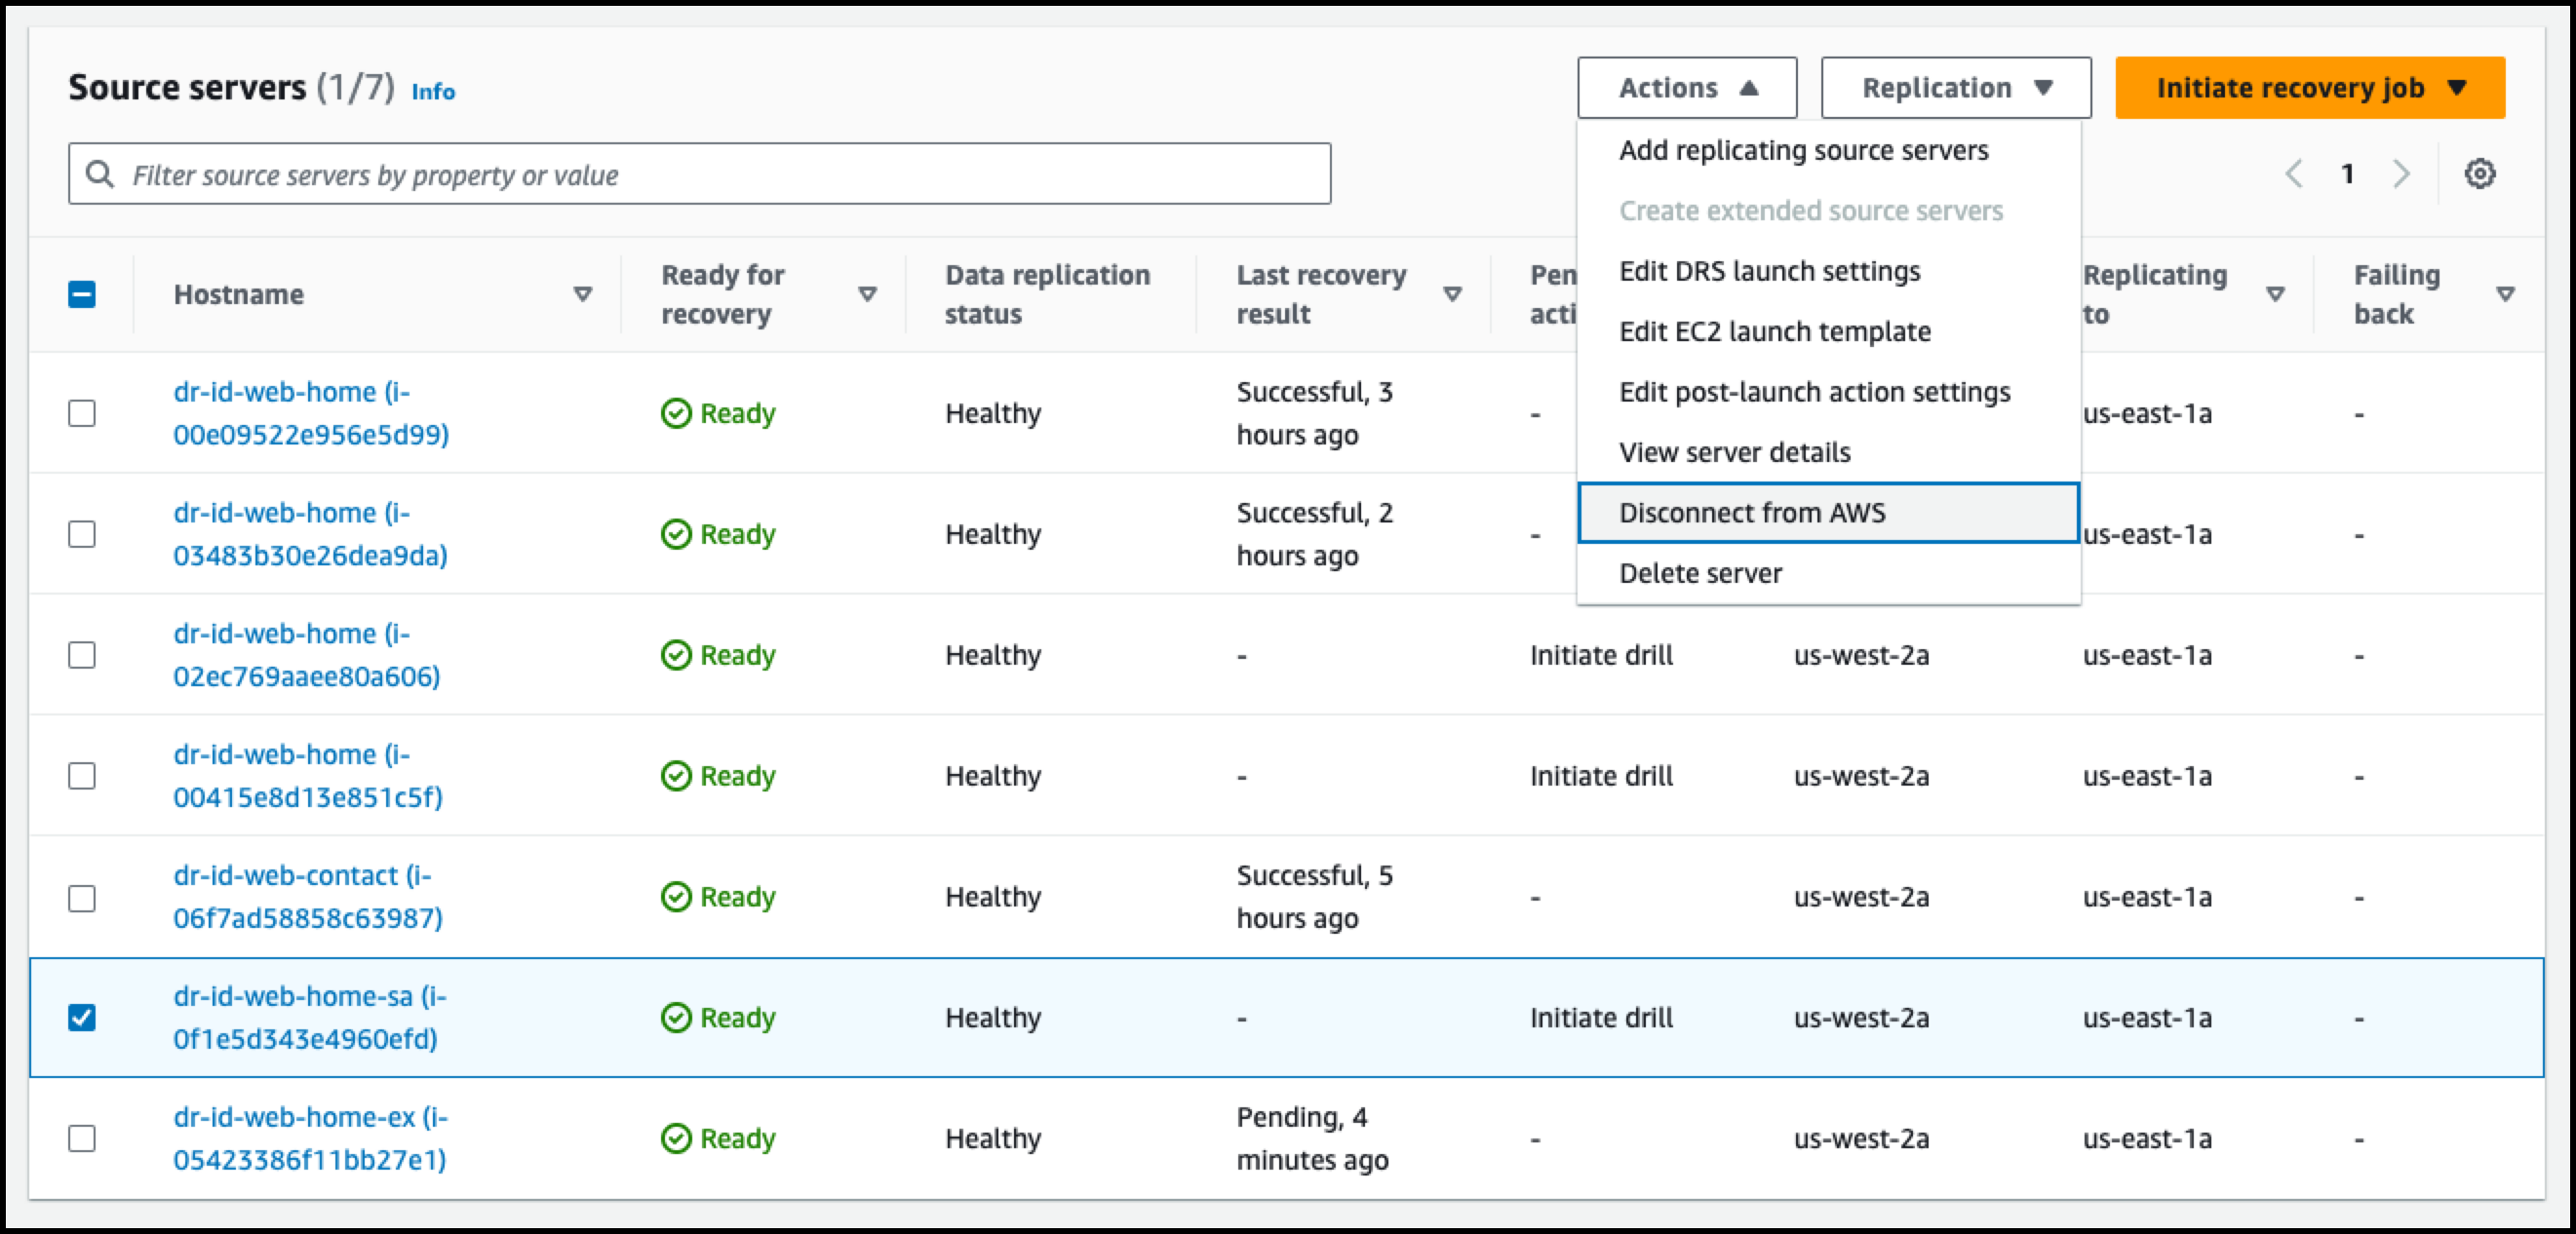 Source servers (1/7) Info
Actions
Replication
Initiate recovery job
Filter source servers by property or value
1
Add replicating source servers
Create extended source servers
Edit DRS launch settings
Edit EC2 launch template
Edit post-launch action settings
View server details
Disconnect from AWS
Delete server
Hostname
Ready for
recovery
Data replication
status
Last recovery
result
Pen
acti
Replicating
to
Failing
back
dr-id-web-home (i-
00e09522e956e5d99)
Ready
Healthy
Successful, 3
hours ago
-
us-east-1a
-
dr-id-web-home (i-
03483b30e26dea9da)
Ready
Healthy
Successful, 2
hours ago
-
us-east-1a
-
dr-id-web-home (i-
02ec769aaee80a606)
Ready
Healthy
-
Initiate drill
us-west-2a
us-east-1a
-
dr-id-web-home (i-
00415e8d13e851c5f)
Ready
Healthy
-
Initiate drill
us-west-2a
us-east-1a
-
dr-id-web-contact (i-
06f7ad58858c63987)
Ready
Healthy
Successful, 5
hours ago
-
us-west-2a
us-east-1a
-
dr-id-web-home-sa (i-
0f1e5d343e4960efd)
Ready
Healthy
-
Initiate drill
us-west-2a
us-east-1a
-
dr-id-web-home-ex (i-
05423386f11bb27e1)
Ready
Healthy
Pending, 4
minutes ago
-
us-west-2a
us-east-1a
-